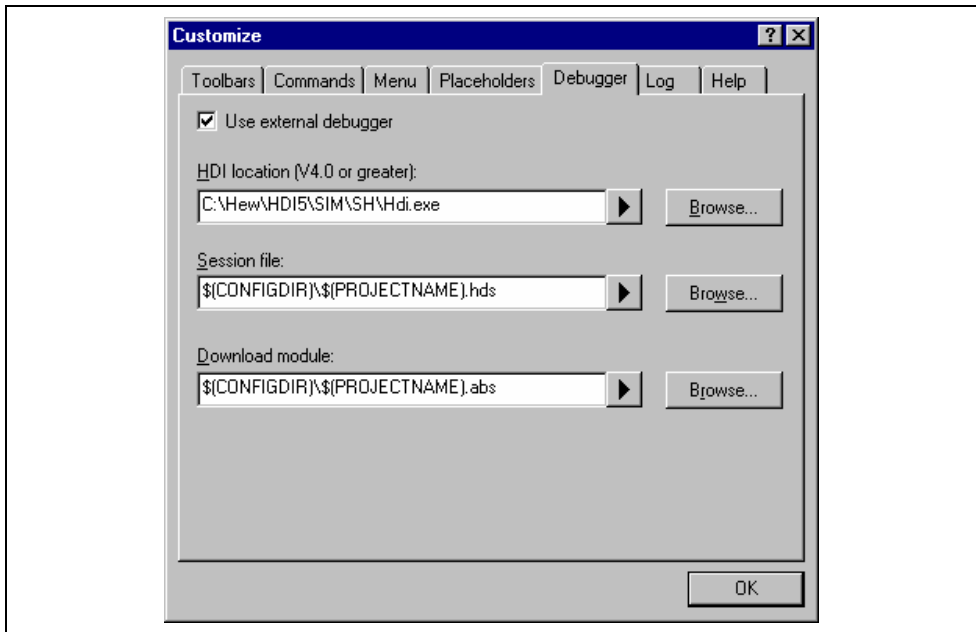 Customize
Toolbars Commands Menu Placeholders Debugger Log Help
Use external debugger
HDI location (V4.0 or greater):
C:\Hew\HDI5\SIM\SH\Hdi.exe
Browse...
Session file:
$(CONFIGDIR)\$(PROJECTNAME).hds
Browse...
Download module:
$(CONFIGDIR)\$(PROJECTNAME).abs
Browse...
OK